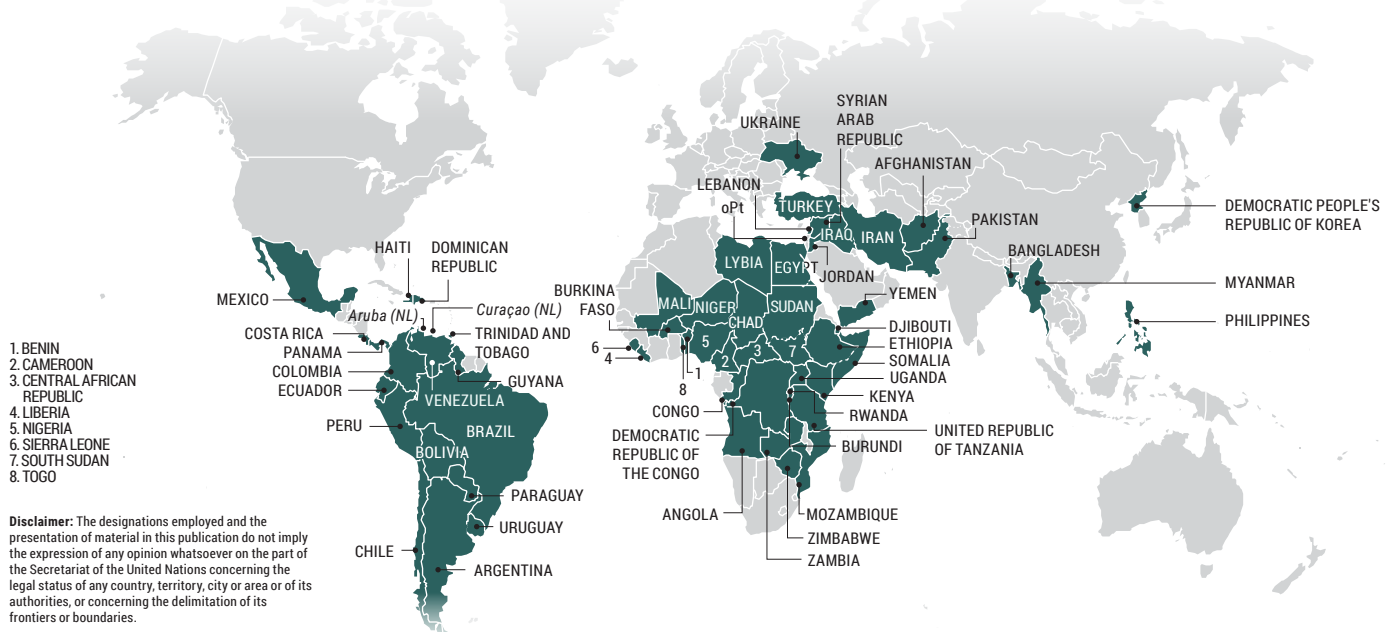 SYRIAN
ARAB
REPUBLIC
UKRAINE
AFGHANISTAN
LEBANON
oPt
TURKEY
DEMOCRATIC PEOPLE'S
REPUBLIC OF KOREA
PAKISTAN
IRAQ
IRAN
HAITI
DOMINICAN
REPUBLIC
BANGLADESH
LYBIA
EGYPT
JORDAN
MYANMAR
BURKINA
FASO
MALI
NIGER
SUDAN
YEMEN
MEXICO
Aruba (NL)
Curaçao (NL)
CHAD
PHILIPPINES
COSTA RICA
TRINIDAD AND
TOBAGO
DJIBOUTI
ETHIOPIA
PANAMA
6
5
3
7
SOMALIA
4
2
COLOMBIA
1
UGANDA
ECUADOR
GUYANA
8
KENYA
VENEZUELA
CONGO
RWANDA
PERU
BRAZIL
DEMOCRATIC
REPUBLIC OF
THE CONGO
UNITED REPUBLIC
OF TANZANIA
BURUNDI
BOLIVIA
PARAGUAY
ANGOLA
MOZAMBIQUE
URUGUAY
ZIMBABWE
CHILE
ZAMBIA
ARGENTINA
1. BENIN
2. CAMEROON
3. CENTRAL AFRICAN
REPUBLIC
4. LIBERIA
5. NIGERIA
6. SIERRA LEONE
7. SOUTH SUDAN
8. TOGO
Disclaimer: The designations employed and the
presentation of material in this publication do not imply
the expression of any opinion whatsoever on the part of
the Secretariat of the United Nations concerning the
legal status of any country, territory, city or area or of its
authorities, or concerning the delimitation of its
frontiers or boundaries.